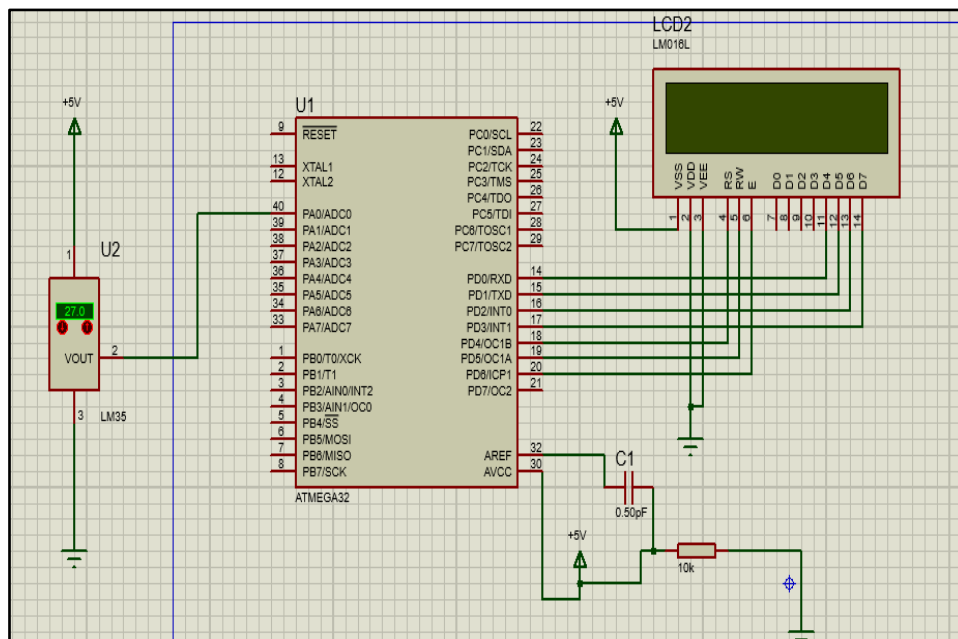 LCD2
LM016L
+5V
U1
+5V
9 RESET
13 XTAL1
12 XTAL2
40 PA0/ADC0
39 PA1/ADC1
38 PA2/ADC2
37 PA3/ADC3
36 PA4/ADC4
35 PA5/ADC5
34 PA6/ADC6
33 PA7/ADC7
1 PB0/T0/XCK
2 PB1/T1
3 PB2/AIN0/INT2
4 PB3/AIN1/OC0
5 PB4/SS
6 PB5/MOSI
7 PB6/MISO
8 PB7/SCK
PC0/SCL 22
PC1/SDA 23
PC2/TCK 24
PC3/TMS 25
PC4/TDO 26
PC5/TDI 27
PC6/TOSC1 28
PC7/TOSC2 29
PD0/RXD 14
PD1/TXD 15
PD2/INT0 16
PD3/INT1 17
PD4/OC1B 18
PD5/OC1A 19
PD6/ICP1 20
PD7/OC2 21
AREF 32
AVCC 30
ATMEGA32
VSS VDD VEE RS RW E D0 D1 D2 D3 D4 D5 D6 D7
1 2 3 4 5 6 7 8 9 10 11 12 13 14
1
U2
27.0
VOUT 2
3
LM35
C1
0.50pF
+5V
10k